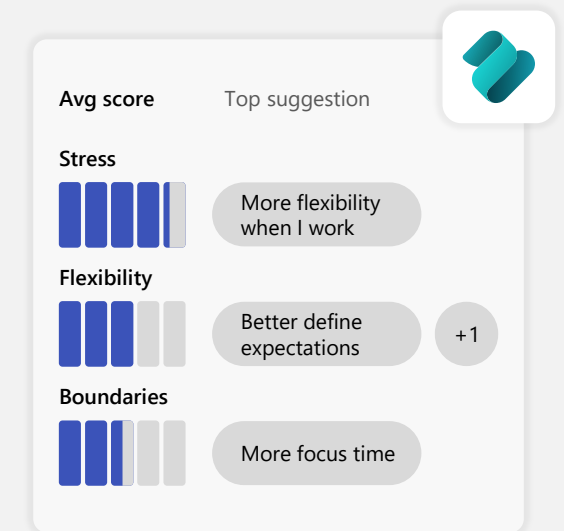 Avg score
Top suggestion
Stress
More flexibility
when I work
Flexibility
Better define
expectations
+1
Boundaries
More focus time